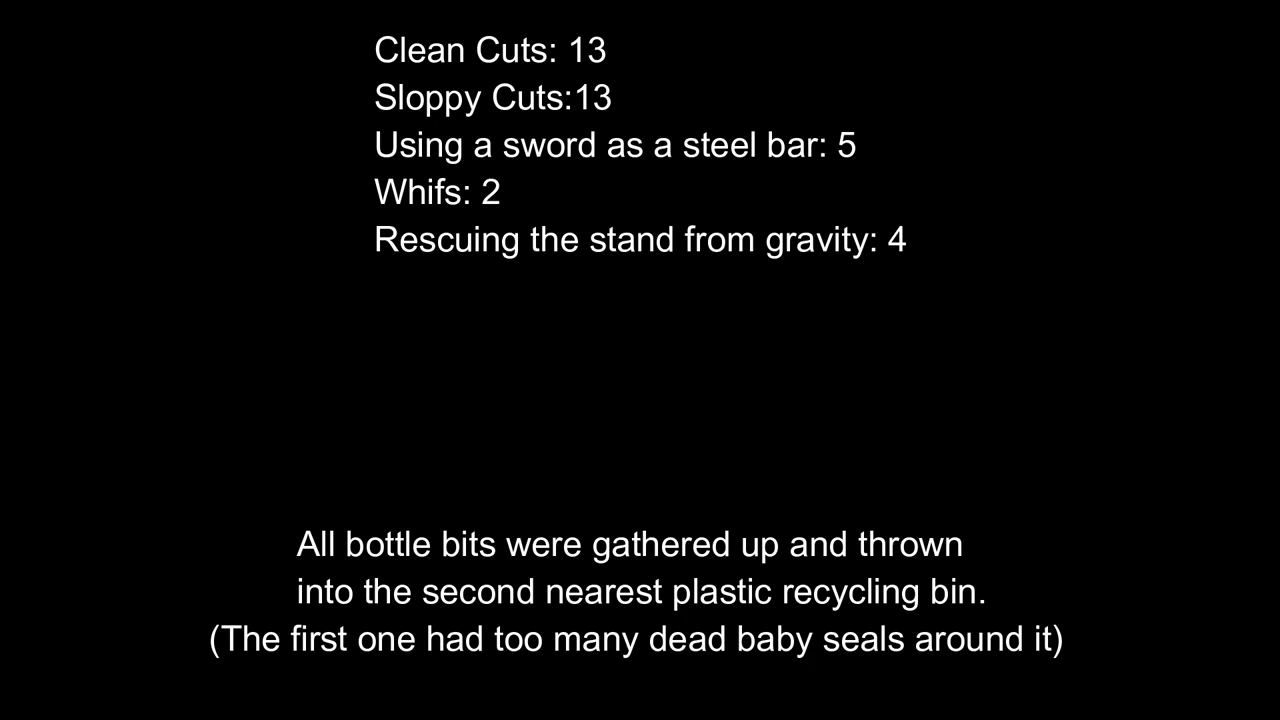 Clean Cuts: 13
Sloppy Cuts:13
Using a sword as a steel bar: 5
Whifs: 2
Rescuing the stand from gravity: 4
All bottle bits were gathered up and thrown
into the second nearest plastic recycling bin.
(The first one had too many dead baby seals around it)